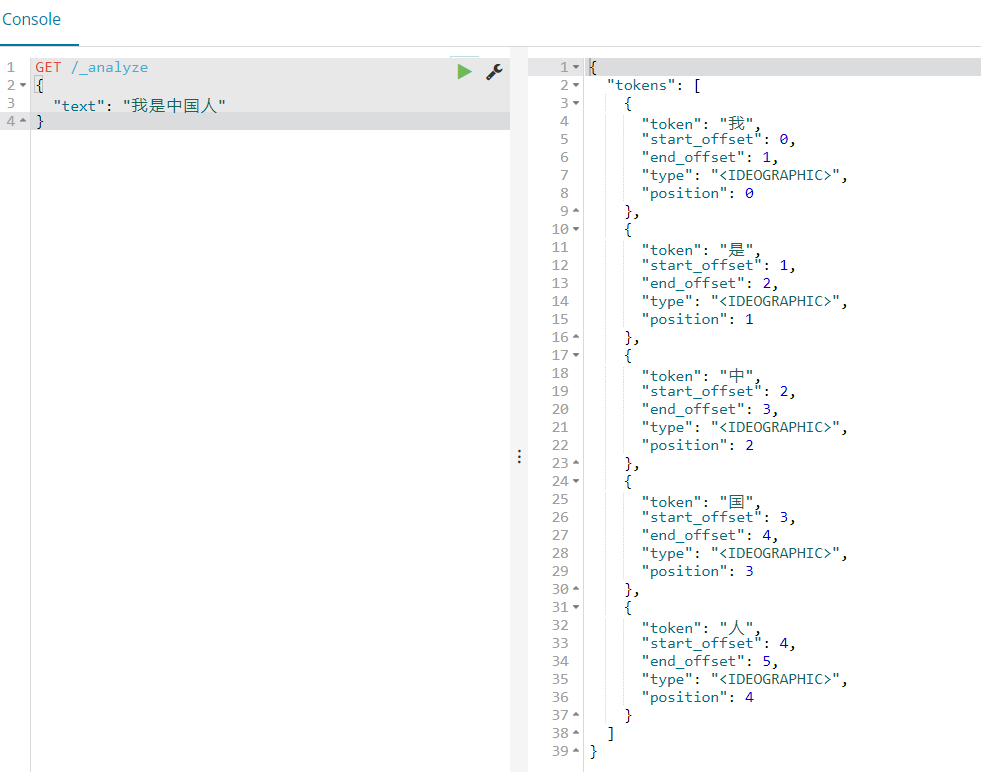 Console
1 GET /_analyze
2 {
3 "text": "我是中国人"
4 }
1 {
2 "tokens": [
3 {
4 "token": "我",
5 "start_offset": 0,
6 "end_offset": 1,
7 "type": "<IDEOGRAPHIC>",
8 "position": 0
9 },
10 {
11 "token": "是",
12 "start_offset": 1,
13 "end_offset": 2,
14 "type": "<IDEOGRAPHIC>",
15 "position": 1
16 },
17 {
18 "token": "中",
19 "start_offset": 2,
20 "end_offset": 3,
21 "type": "<IDEOGRAPHIC>",
22 "position": 2
23 },
24 {
25 "token": "国",
26 "start_offset": 3,
27 "end_offset": 4,
28 "type": "<IDEOGRAPHIC>",
29 "position": 3
30 },
31 {
32 "token": "人",
33 "start_offset": 4,
34 "end_offset": 5,
35 "type": "<IDEOGRAPHIC>",
36 "position": 4
37 }
38 ]
39 }